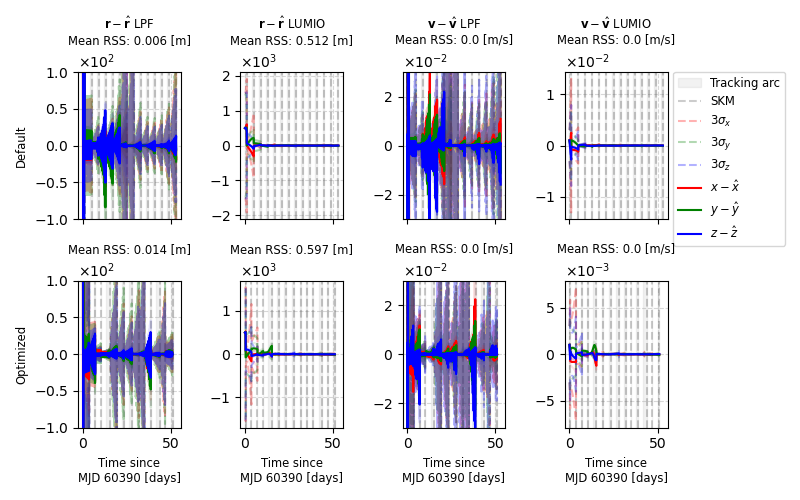 r − r̂ LPF
Mean RSS: 0.006 [m]
r − r̂ LUMIO
Mean RSS: 0.512 [m]
v − v̂ LPF
Mean RSS: 0.0 [m/s]
v − v̂ LUMIO
Mean RSS: 0.0 [m/s]
×10²
×10³
×10⁻²
×10⁻²
Default
1.0
0.5
0.0
−0.5
−1.0
2
1
0
−1
−2
2
0
−2
1
0
−1
Tracking arc
SKM
3σₓ
3σᵧ
3σ_z
x − x̂
y − ŷ
z − ẑ
Mean RSS: 0.014 [m]
Mean RSS: 0.597 [m]
Mean RSS: 0.0 [m/s]
Mean RSS: 0.0 [m/s]
×10²
×10³
×10⁻²
×10⁻³
Optimized
1.0
0.5
0.0
−0.5
−1.0
1
0
−1
2
0
−2
5
0
−5
0 50
0 50
0 50
0 50
Time since
MJD 60390 [days]
Time since
MJD 60390 [days]
Time since
MJD 60390 [days]
Time since
MJD 60390 [days]